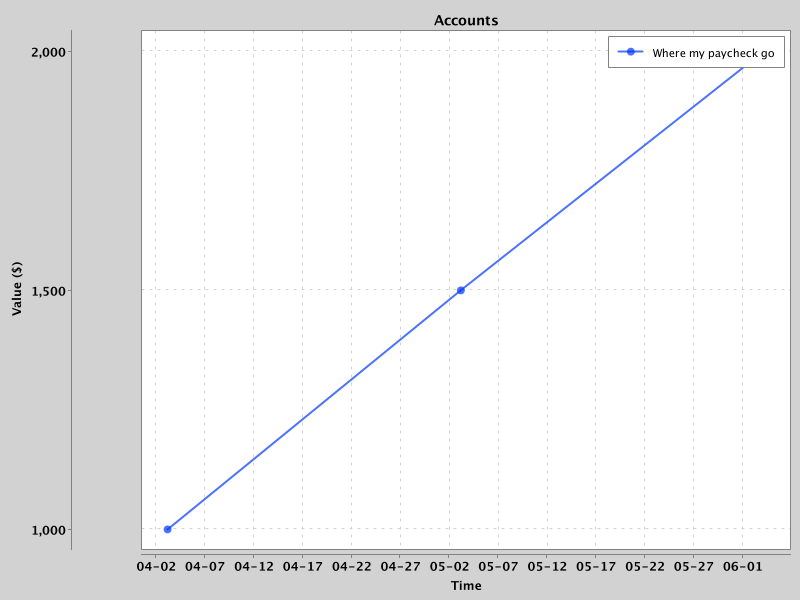 Accounts
Where my paycheck go
2,000
1,500
1,000
Value ($)
04-02 04-07 04-12 04-17 04-22 04-27 05-02 05-07 05-12 05-17 05-22 05-27 06-01
Time